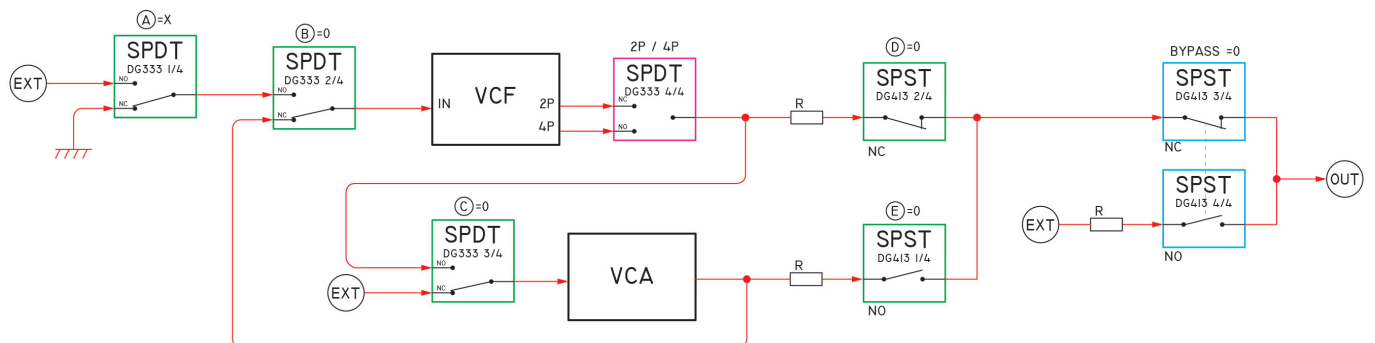 Ⓐ=X
SPDT
DG333 1/4
NO
NC
EXT
Ⓑ=0
SPDT
DG333 2/4
NO
NC
IN
VCF
2P
4P
2P / 4P
SPDT
DG333 4/4
NC
NO
R
Ⓓ=0
SPST
DG413 2/4
NC
BYPASS =0
SPST
DG413 3/4
NC
SPST
DG413 4/4
NO
EXT
R
OUT
Ⓒ=0
SPDT
DG333 3/4
NO
NC
EXT
VCA
R
Ⓔ=0
SPST
DG413 1/4
NO